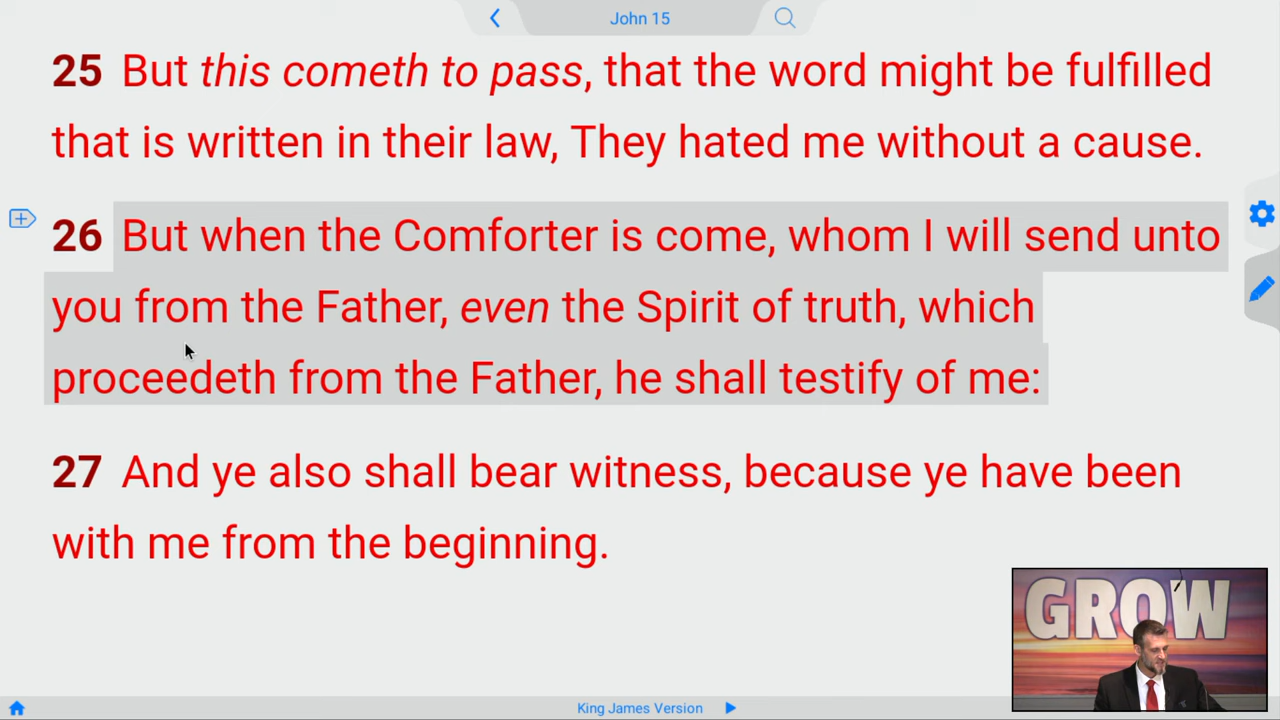 John 15
25 But this cometh to pass, that the word might be fulfilled
that is written in their law, They hated me without a cause.
26 But when the Comforter is come, whom I will send unto
you from the Father, even the Spirit of truth, which
proceedeth from the Father, he shall testify of me:
27 And ye also shall bear witness, because ye have been
with me from the beginning.
GROW
King James Version